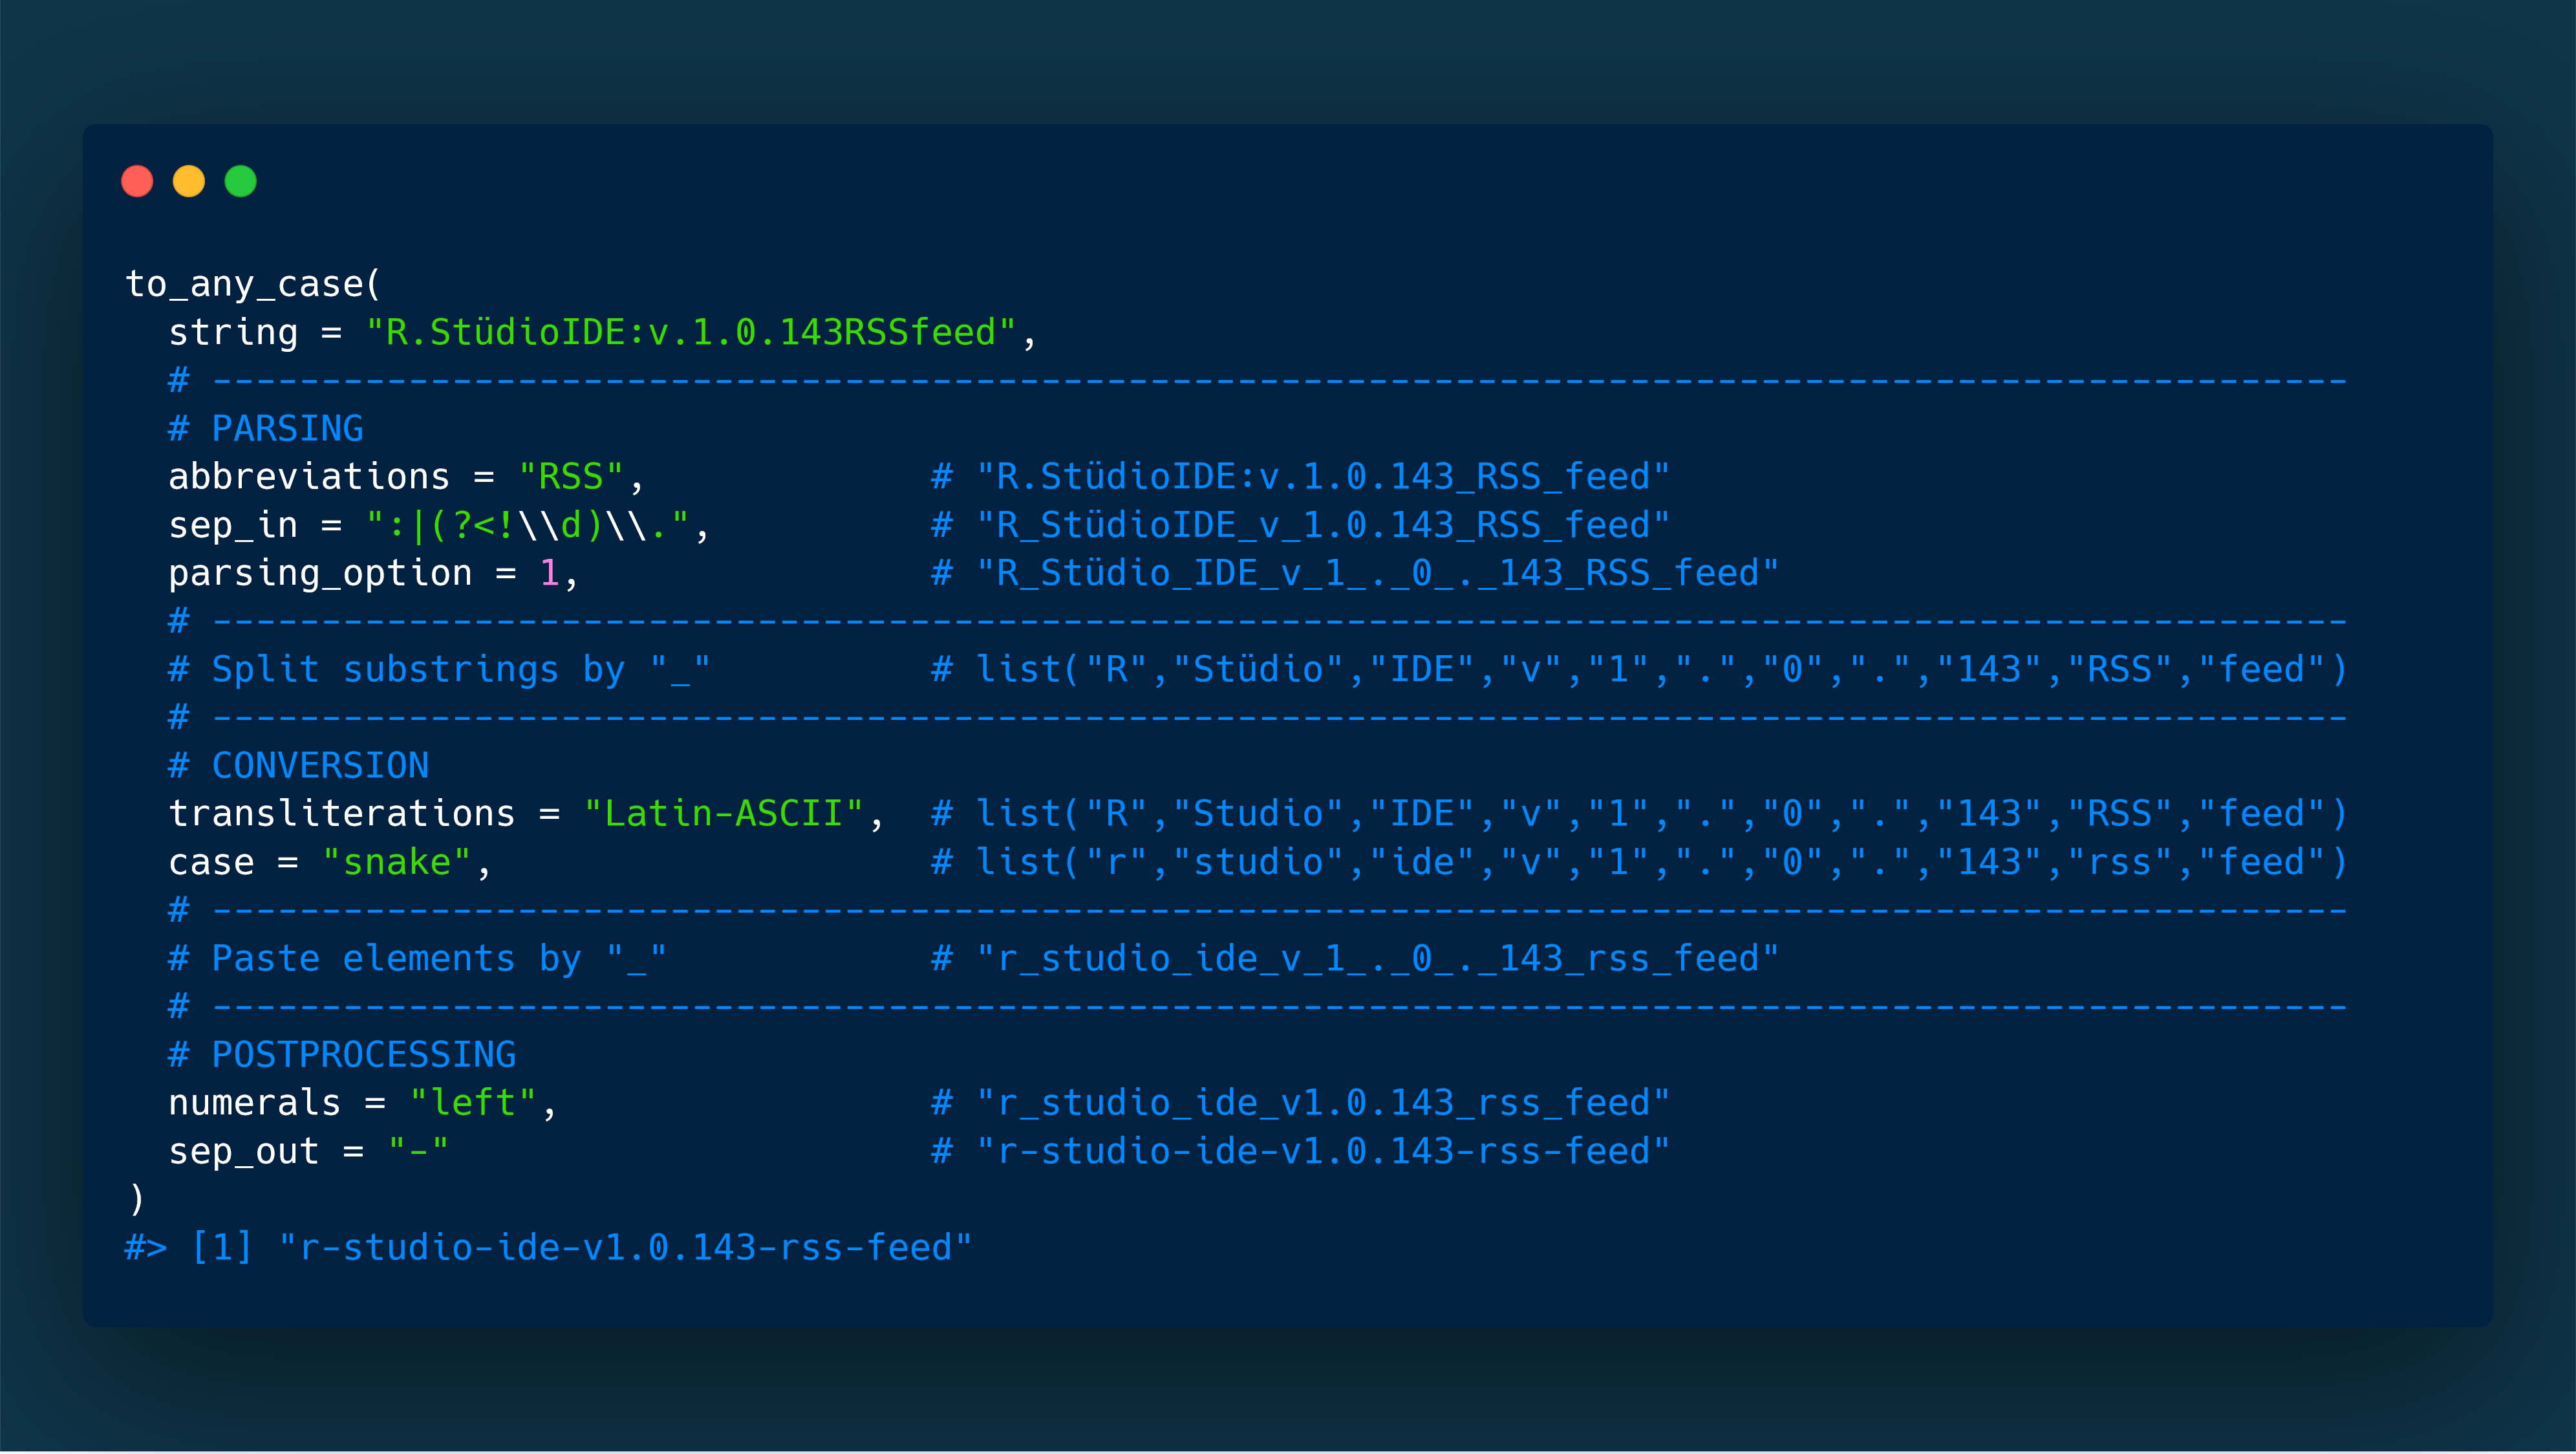 to_any_case(
  string = "R.StüdioIDE:v.1.0.143RSSfeed",
  # --------------------------------------------------------------------------------------------------
  # PARSING
  abbreviations = "RSS",             # "R.StüdioIDE:v.1.0.143_RSS_feed"
  sep_in = ":|(?<!\\d)\\.",          # "R_StüdioIDE_v_1.0.143_RSS_feed"
  parsing_option = 1,                # "R_Stüdio_IDE_v_1_._0_._143_RSS_feed"
  # --------------------------------------------------------------------------------------------------
  # Split substrings by "_"          # list("R","Stüdio","IDE","v","1",".","0",".","143","RSS","feed")
  # --------------------------------------------------------------------------------------------------
  # CONVERSION
  transliterations = "Latin-ASCII",  # list("R","Studio","IDE","v","1",".","0",".","143","RSS","feed")
  case = "snake",                    # list("r","studio","ide","v","1",".","0",".","143","rss","feed")
  # --------------------------------------------------------------------------------------------------
  # Paste elements by "_"            # "r_studio_ide_v_1_._0_._143_rss_feed"
  # --------------------------------------------------------------------------------------------------
  # POSTPROCESSING
  numerals = "left",                 # "r_studio_ide_v1.0.143_rss_feed"
  sep_out = "-"                      # "r-studio-ide-v1.0.143-rss-feed"
)
#> [1] "r-studio-ide-v1.0.143-rss-feed"